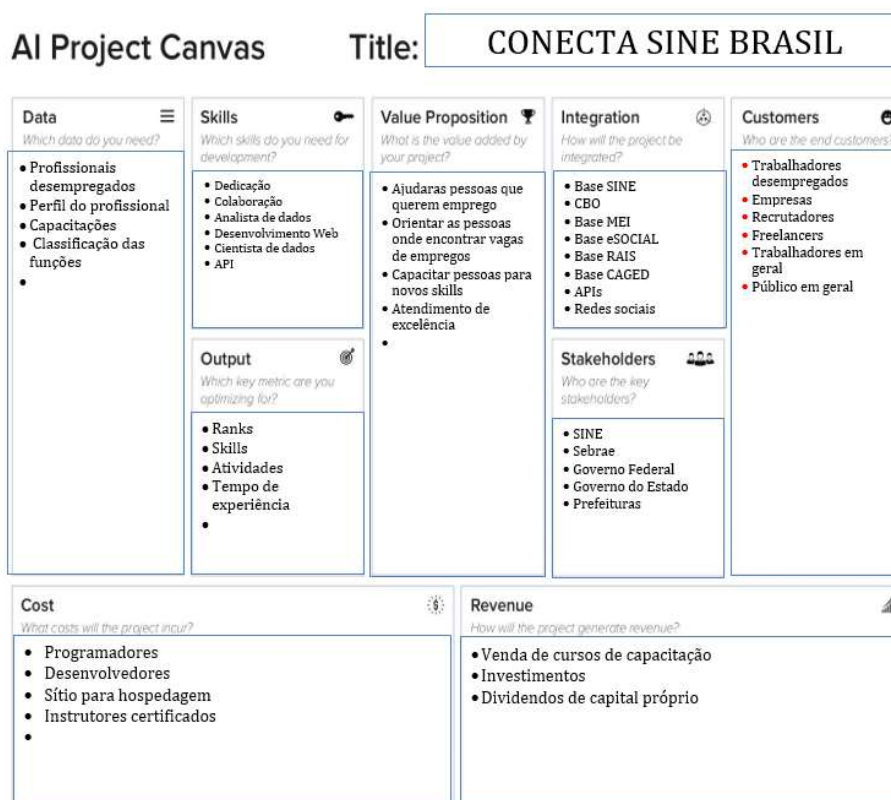 AI Project Canvas
Title:
CONECTA SINE BRASIL
Data
Which data do you need?
• Profissionais
desempregados
• Perfil do profissional
• Capacitações
• Classificação das
funções
•
Skills
Which skills do you need for
development?
• Dedicação
• Colaboração
• Analista de dados
• Desenvolvimento Web
• Cientista de dados
• API
Output
Which key metric are you
optimizing for?
• Ranks
• Skills
• Atividades
• Tempo de
experiência
•
Value Proposition
What is the value added by
your project?
• Ajudaras pessoas que
querem emprego
• Orientar as pessoas
onde encontrar vagas
de empregos
• Capacitar pessoas para
novos skills
• Atendimento de
excelência
•
Integration
How will the project be
integrated?
• Base SINE
• CBO
• Base MEI
• Base eSOCIAL
• Base RAIS
• Base CAGED
• APIs
• Redes sociais
Stakeholders
Who are the key
stakeholders?
• SINE
• Sebrae
• Governo Federal
• Governo do Estado
• Prefeituras
Customers
Who are the end customers?
• Trabalhadores
desempregados
• Empresas
• Recrutadores
• Freelancers
• Trabalhadores em
geral
• Público em geral
Cost
What costs will the project incur?
• Programadores
• Desenvolvedores
• Sítio para hospedagem
• Instrutores certificados
•
Revenue
How will the project generate revenue?
• Venda de cursos de capacitação
• Investimentos
• Dividendos de capital próprio